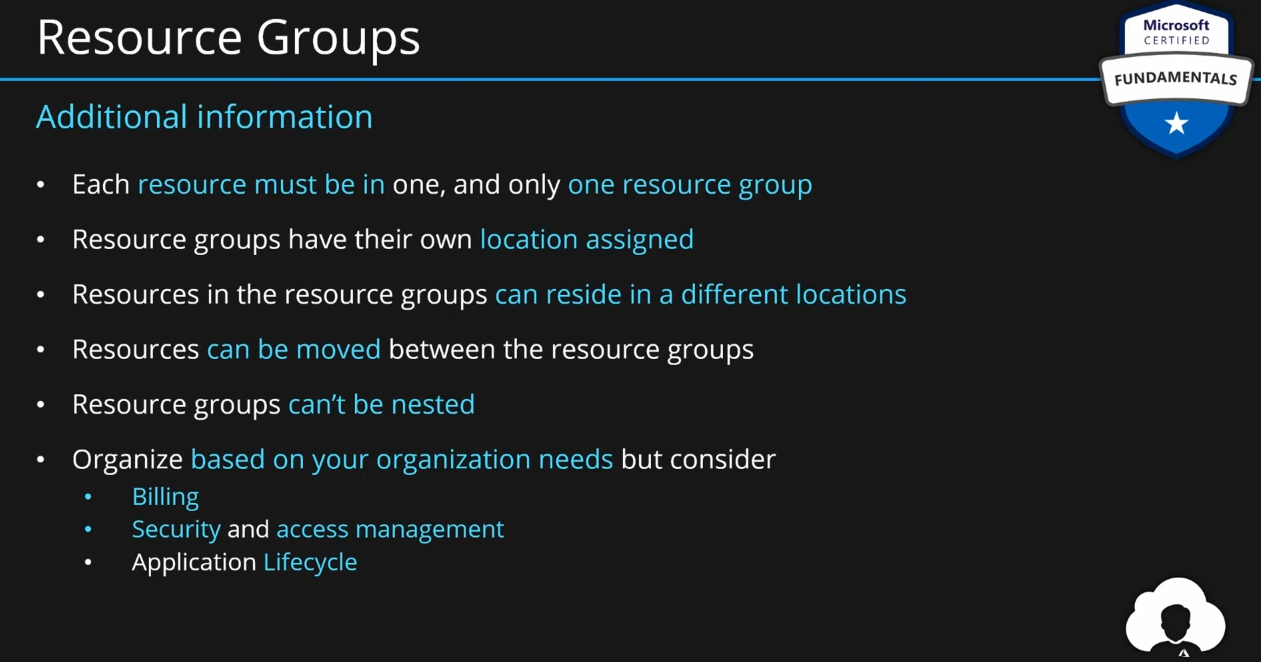 Resource Groups
Microsoft
CERTIFIED
FUNDAMENTALS
Additional information
• Each resource must be in one, and only one resource group
• Resource groups have their own location assigned
• Resources in the resource groups can reside in a different locations
• Resources can be moved between the resource groups
• Resource groups can't be nested
• Organize based on your organization needs but consider
• Billing
• Security and access management
• Application Lifecycle